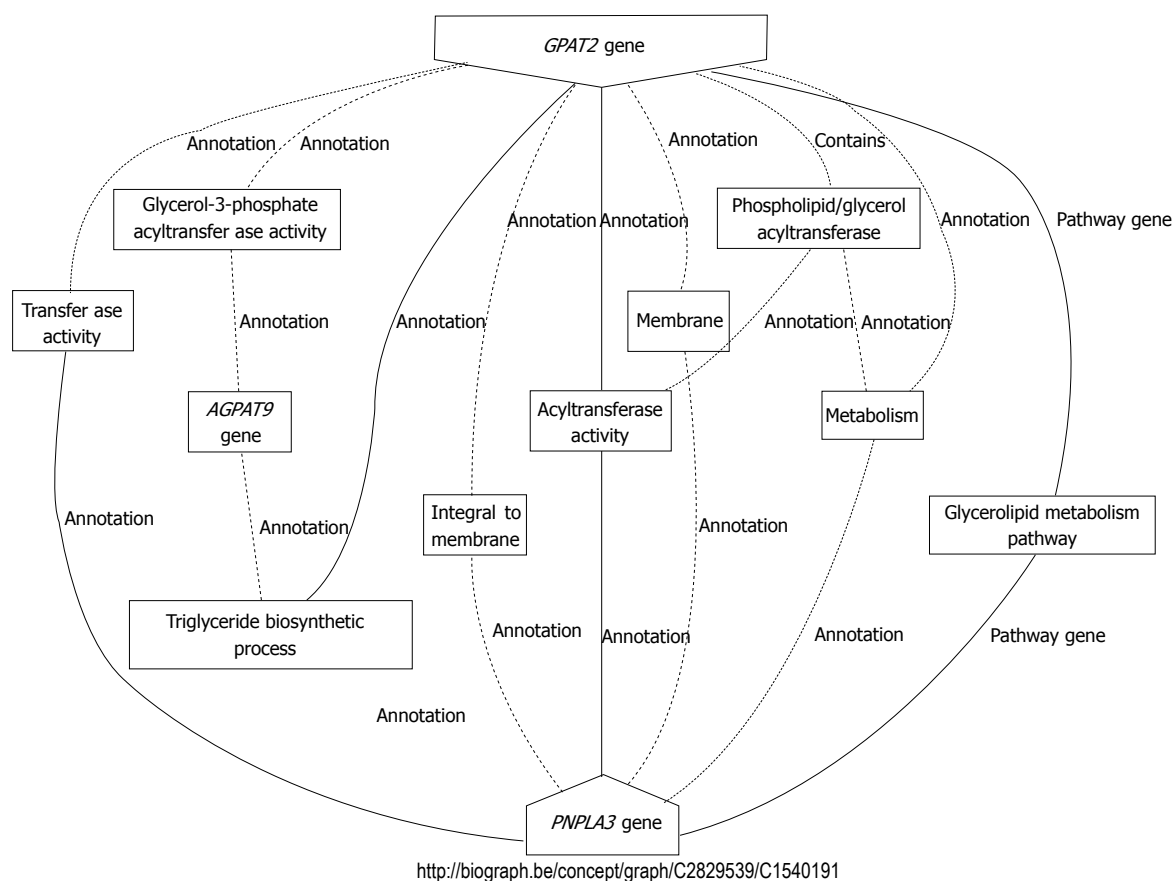 GPAT2 gene
Annotation
Annotation
Annotation
Contains
Glycerol-3-phosphate
acyltransfer ase activity
Phospholipid/glycerol
acyltransferase
Annotation
Annotation
Annotation
Pathway gene
Transfer ase
activity
Annotation
Annotation
Membrane
Annotation
Annotation
AGPAT9
gene
Acyltransferase
activity
Metabolism
Annotation
Annotation
Integral to
membrane
Annotation
Glycerolipid metabolism
pathway
Triglyceride biosynthetic
process
Annotation
Annotation
Annotation
Pathway gene
Annotation
PNPLA3 gene
http://biograph.be/concept/graph/C2829539/C1540191